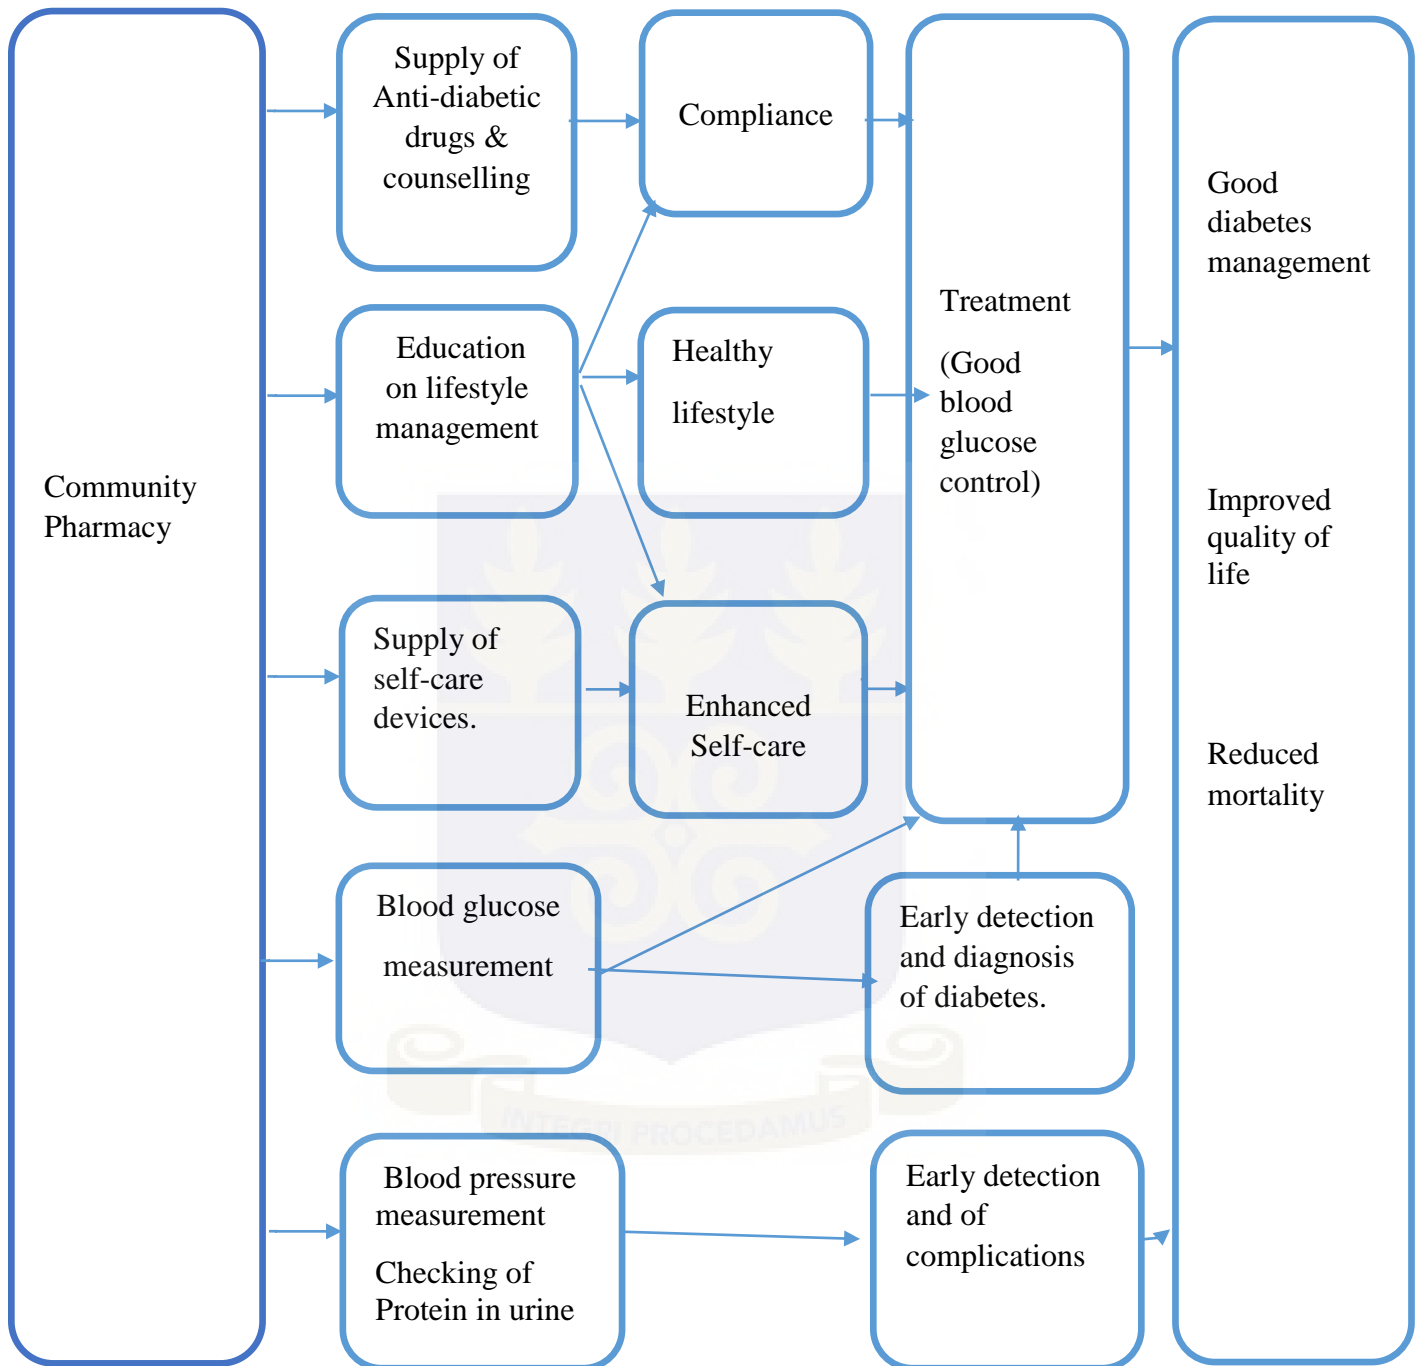 Community
Pharmacy
Supply of
Anti-diabetic
drugs &
counselling
Education
on lifestyle
management
Supply of
self-care
devices.
Blood glucose
measurement
Blood pressure
measurement
Checking of
Protein in urine
Compliance
Healthy
lifestyle
Enhanced
Self-care
Treatment
(Good
blood
glucose
control)
Early detection
and diagnosis
of diabetes.
Early detection
and of
complications
Good
diabetes
management
Improved
quality of
life
Reduced
mortality
INTEGRI PROCEDAMUS